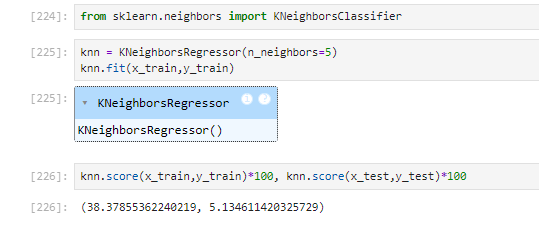 [224]: from sklearn.neighbors import KNeighborsClassifier
[225]: knn = KNeighborsRegressor(n_neighbors=5)
knn.fit(x_train,y_train)
[225]: ▾ KNeighborsRegressor i ?
KNeighborsRegressor()
[226]: knn.score(x_train,y_train)*100, knn.score(x_test,y_test)*100
[226]: (38.37855362240219, 5.134611420325729)